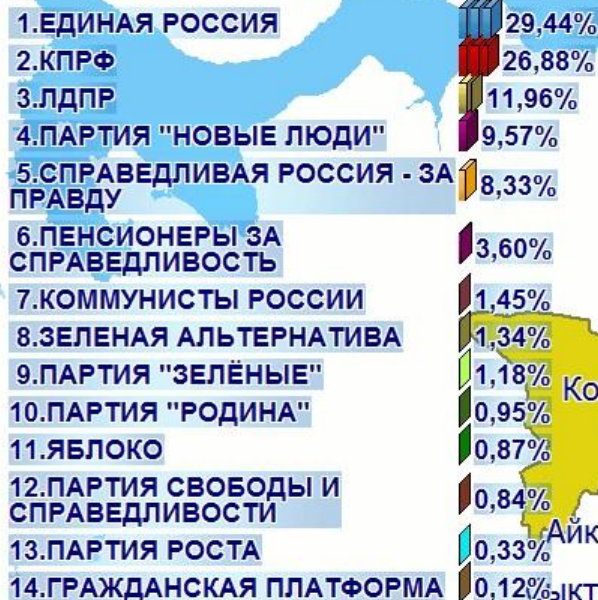 1.ЕДИНАЯ РОССИЯ 29,44%
2.КПРФ 26,88%
3.ЛДПР 11,96%
4.ПАРТИЯ "НОВЫЕ ЛЮДИ" 9,57%
5.СПРАВЕДЛИВАЯ РОССИЯ - ЗА
ПРАВДУ 8,33%
6.ПЕНСИОНЕРЫ ЗА
СПРАВЕДЛИВОСТЬ 3,60%
7.КОММУНИСТЫ РОССИИ 1,45%
8.ЗЕЛЕНАЯ АЛЬТЕРНАТИВА 1,34%
9.ПАРТИЯ "ЗЕЛЁНЫЕ" 1,18%
Ко
10.ПАРТИЯ "РОДИНА" 0,95%
11.ЯБЛОКО 0,87%
12.ПАРТИЯ СВОБОДЫ И
СПРАВЕДЛИВОСТИ 0,84%
Айк
13.ПАРТИЯ РОСТА 0,33%
14.ГРАЖДАНСКАЯ ПЛАТФОРМА 0,12%